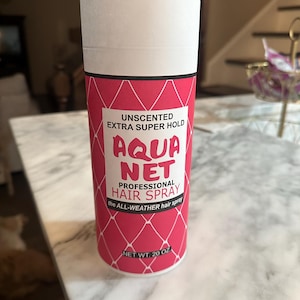 UNSCENTED
EXTRA SUPER HOLD
AQUA
NET
PROFESSIONAL
HAIR SPRAY
the ALL-WEATHER hair spray
NET WT. 20 OZ